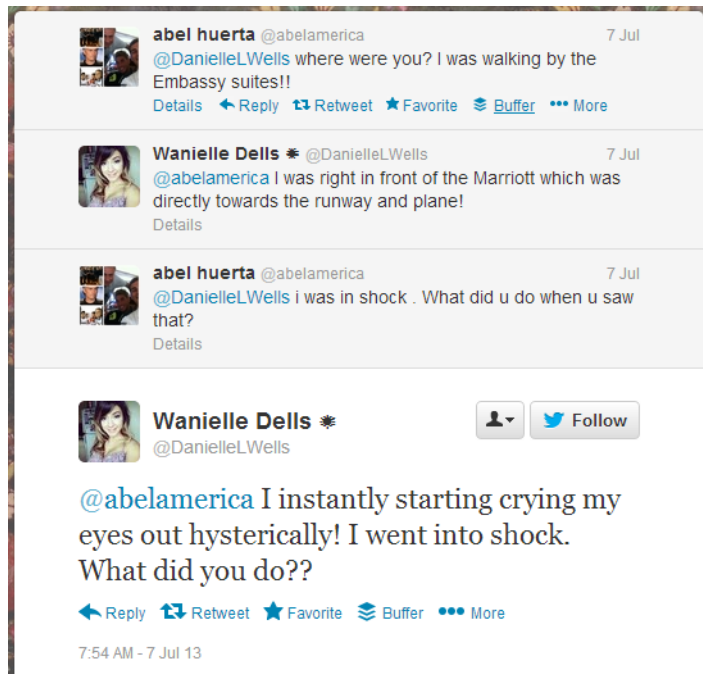 abel huerta @abelamerica 7 Jul
@DanielleLWells where were you? I was walking by the
Embassy suites!!
Details Reply Retweet Favorite Buffer More
Wanielle Dells @DanielleLWells 7 Jul
@abelamerica I was right in front of the Marriott which was
directly towards the runway and plane!
Details
abel huerta @abelamerica 7 Jul
@DanielleLWells i was in shock . What did u do when u saw
that?
Details
Wanielle Dells
Follow
@DanielleLWells
@abelamerica I instantly starting crying my
eyes out hysterically! I went into shock.
What did you do??
Reply Retweet Favorite Buffer More
7:54 AM - 7 Jul 13